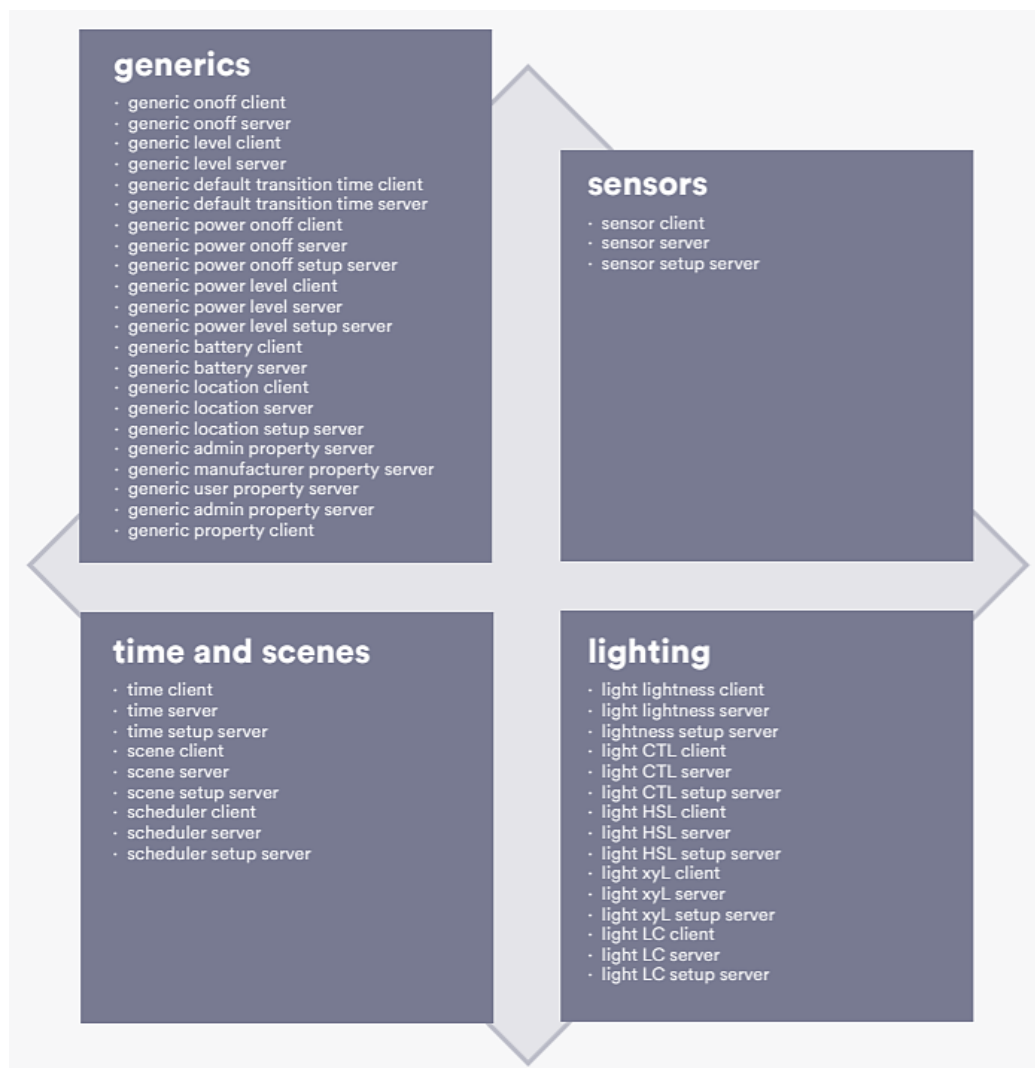 generics
· generic onoff client
· generic onoff server
· generic level client
· generic level server
· generic default transition time client
· generic default transition time server
· generic power onoff client
· generic power onoff server
· generic power onoff setup server
· generic power level client
· generic power level server
· generic power level setup server
· generic battery client
· generic battery server
· generic location client
· generic location server
· generic location setup server
· generic admin property server
· generic manufacturer property server
· generic user property server
· generic admin property server
· generic property client
sensors
· sensor client
· sensor server
· sensor setup server
time and scenes
· time client
· time server
· time setup server
· scene client
· scene server
· scene setup server
· scheduler client
· scheduler server
· scheduler setup server
lighting
· light lightness client
· light lightness server
· lightness setup server
· light CTL client
· light CTL server
· light CTL setup server
· light HSL client
· light HSL server
· light HSL setup server
· light xyL client
· light xyL server
· light xyL setup server
· light LC client
· light LC server
· light LC setup server